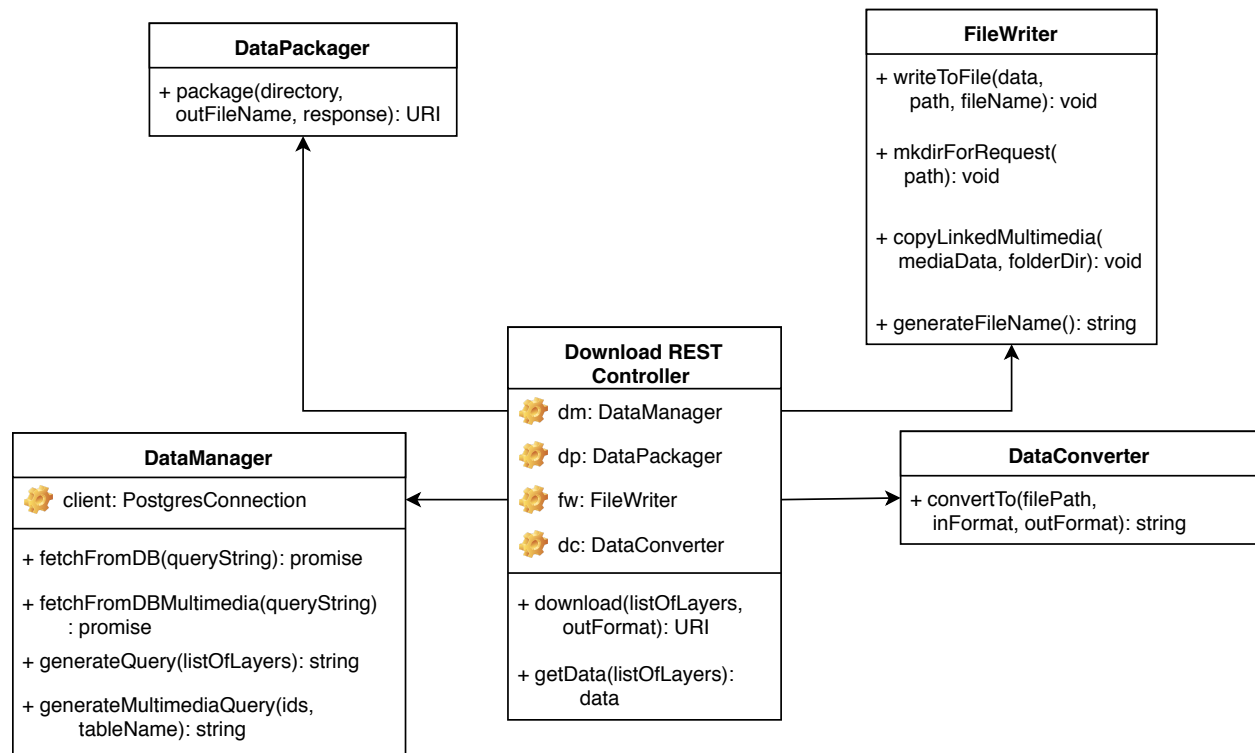 DataPackager
+ package(directory,
outFileName, response): URI
FileWriter
+ writeToFile(data,
path, fileName): void
+ mkdirForRequest(
path): void
+ copyLinkedMultimedia(
mediaData, folderDir): void
+ generateFileName(): string
Download REST
Controller
dm: DataManager
dp: DataPackager
fw: FileWriter
dc: DataConverter
+ download(listOfLayers,
outFormat): URI
+ getData(listOfLayers):
data
DataManager
client: PostgresConnection
+ fetchFromDB(queryString): promise
+ fetchFromDBMultimedia(queryString)
: promise
+ generateQuery(listOfLayers): string
+ generateMultimediaQuery(ids,
tableName): string
DataConverter
+ convertTo(filePath,
inFormat, outFormat): string